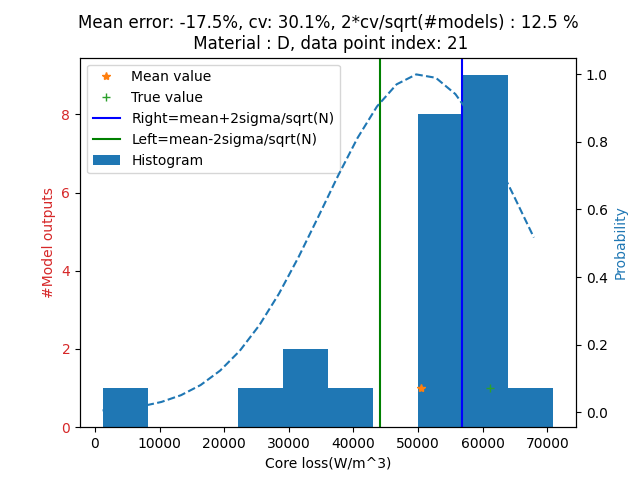 Mean error: -17.5%, cv: 30.1%, 2*cv/sqrt(#models) : 12.5 %
Material : D, data point index: 21
Mean value
True value
Right=mean+2sigma/sqrt(N)
Left=mean-2sigma/sqrt(N)
Histogram
#Model outputs
8
6
4
2
0
1.0
0.8
0.6
0.4
0.2
0.0
Probability
0 10000 20000 30000 40000 50000 60000 70000
Core loss(W/m^3)